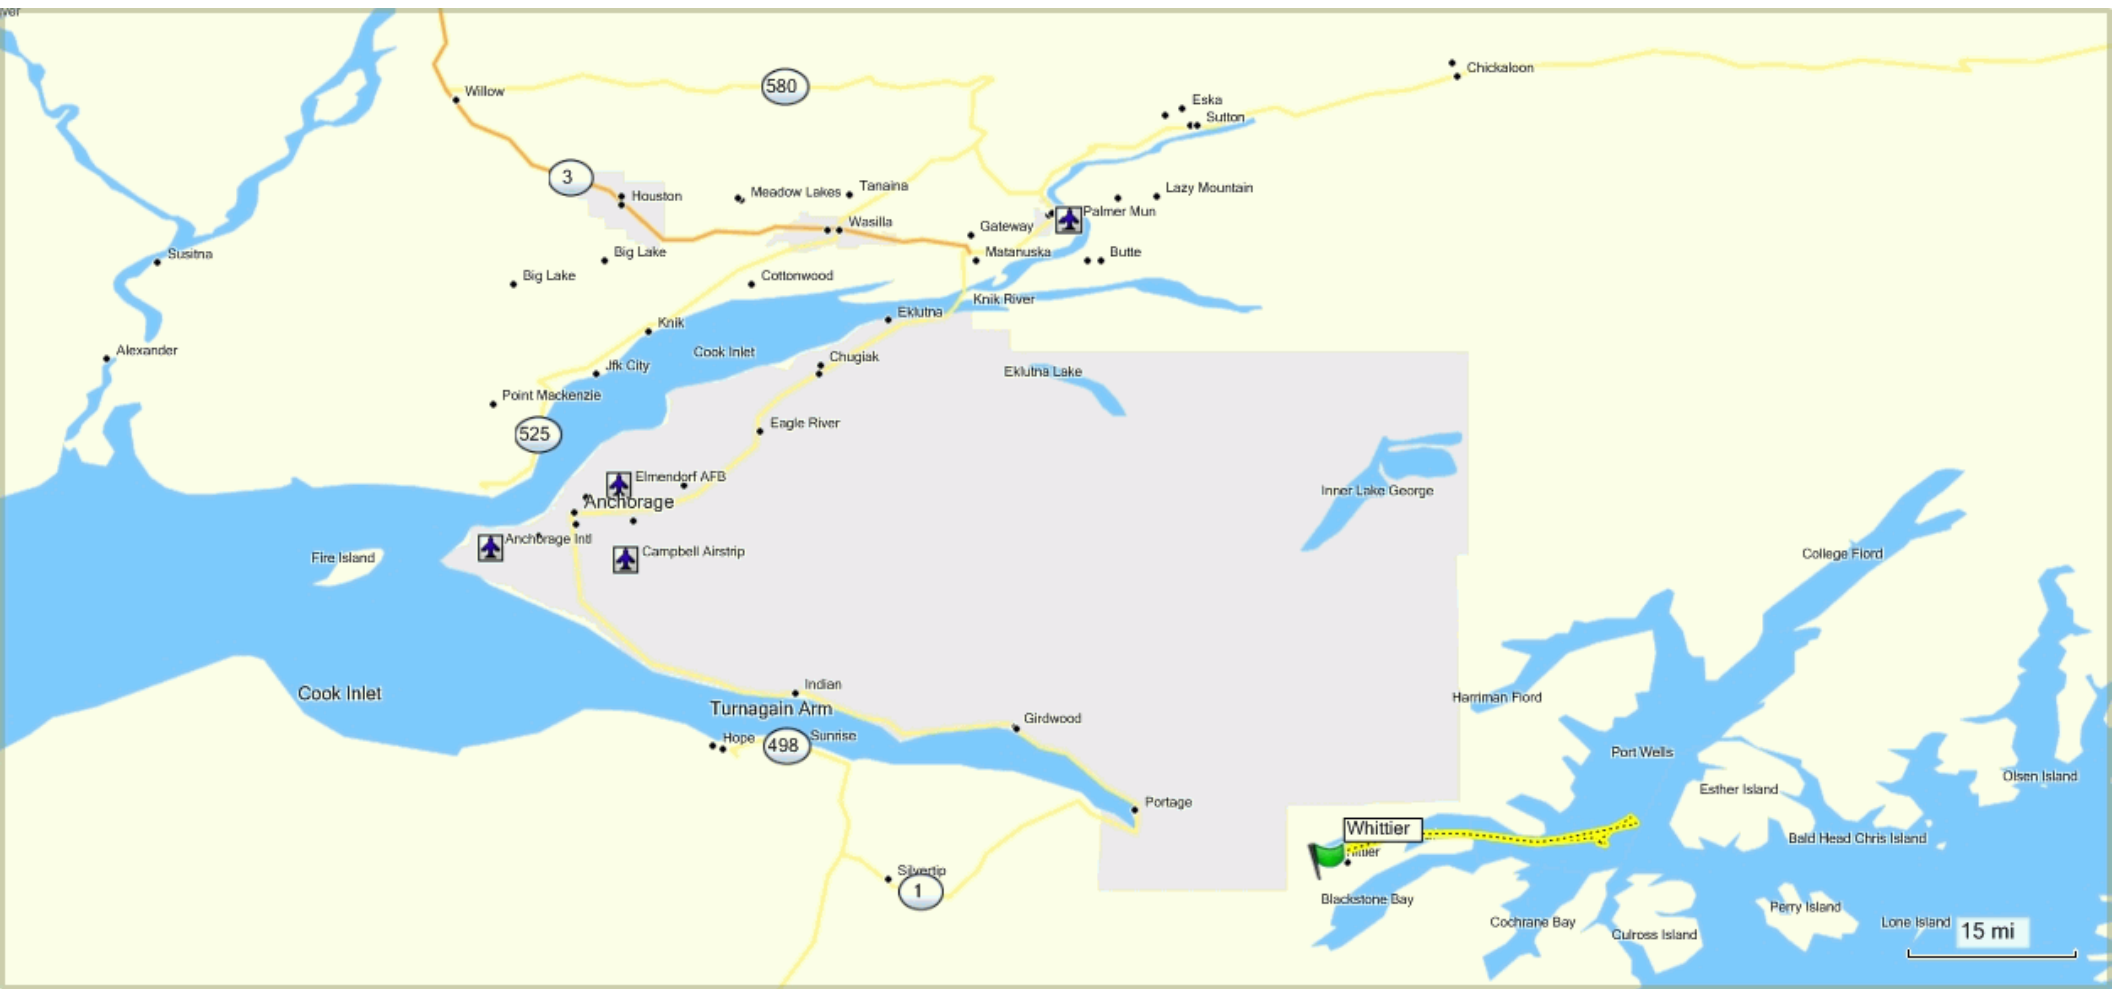 ver
Chickaloon
Willow
580
Eska
Sutton
3
Houston
Meadow Lakes
Tanaina
Lazy Mountain
Palmer Mun
Wasilla
Gateway
Susitna
Big Lake
Matanuska
Butte
Big Lake
Cottonwood
Knik River
Eklutna
Knik
Alexander
Cook Inlet
Chugiak
Jfk City
Eklutna Lake
Point Mackenzie
Eagle River
525
Elmendorf AFB
Inner Lake George
Anchorage
Anchorage Intl
Campbell Airstrip
Fire Island
College Fiord
Cook Inlet
Indian
Harriman Fiord
Turnagain Arm
Girdwood
Hope
498
Sunrise
Port Wells
Olsen Island
Esther Island
Portage
Whittier
hittier
Bald Head Chris Island
Silvertip
1
Blackstone Bay
Perry Island
Cochrane Bay
Culross Island
Lone Island
15 mi